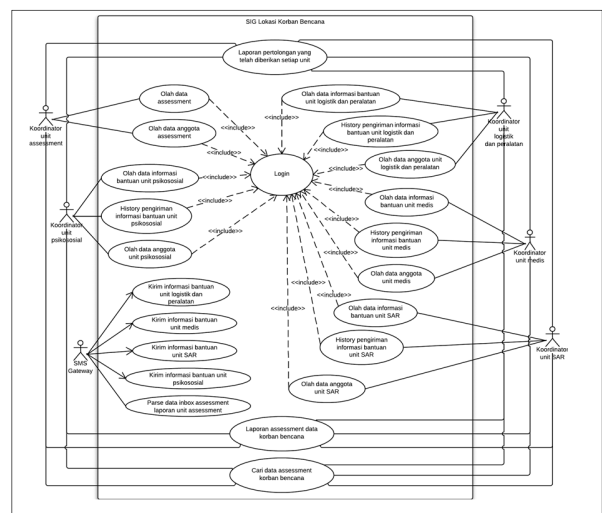 SIG Lokasi Korban Bencana
Laporan pertolongan yang
telah diberikan setiap unit
Olah data
assessment
Olah data anggota
assessment
Olah data informasi
bantuan unit psikososial
History pengiriman
informasi bantuan unit
psikososial
Olah data anggota
unit psikososial
Koordinator
unit
assessment
Koordinator
unit
psikososial
Olah data informasi bantuan
unit logistik dan peralatan
History pengiriman informasi
bantuan unit logistik dan
peralatan
Olah data anggota unit
logistik dan peralatan
Koordinator
unit
logistik
dan peralatan
Login
<<include>>
<<include>>
<<include>>
<<include>>
<<include>>
<<include>>
<<include>>
<<include>>
<<include>>
<<include>>
<<include>>
<<include>>
<<include>>
<<include>>
Olah data informasi
bantuan unit medis
History pengiriman
informasi bantuan unit
medis
Olah data anggota
unit medis
Koordinator
unit medis
Olah data informasi
bantuan unit SAR
History pengiriman
informasi bantuan
unit SAR
Olah data anggota
unit SAR
Koordinator
unit SAR
Kirim informasi bantuan
unit logistik dan
peralatan
Kirim informasi bantuan
unit medis
Kirim informasi bantuan
unit SAR
Kirim informasi bantuan unit
psikososial
Parse data inbox assessment
laporan unit assessment
SMS
Gateway
Laporan assessment data
korban bencana
Cari data assessment
korban bencana